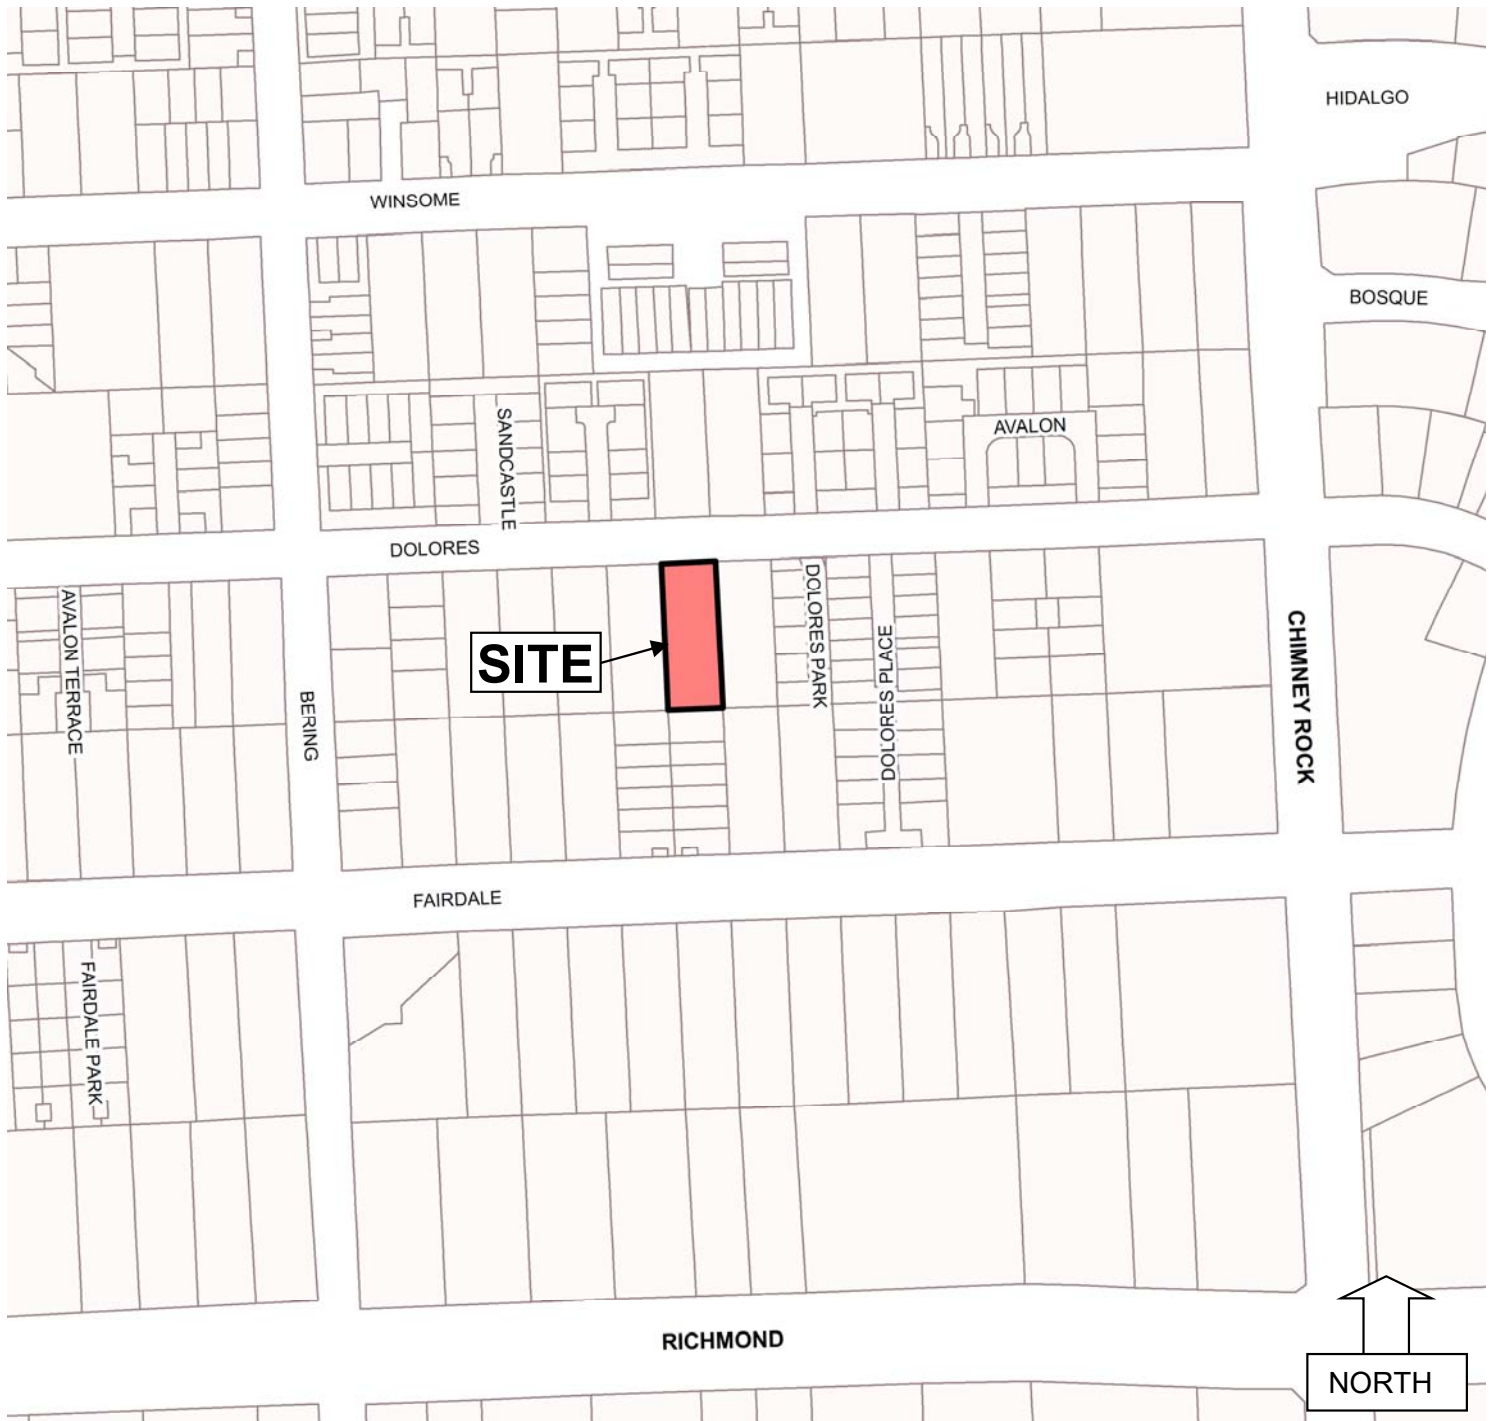 HIDALGO
WINSOME
BOSQUE
SANDCASTLE
AVALON
DOLORES
AVALON TERRACE
SITE
DOLORES PARK
DOLORES PLACE
BERING
CHIMNEY ROCK
FAIRDALE
FAIRDALE PARK
RICHMOND
NORTH